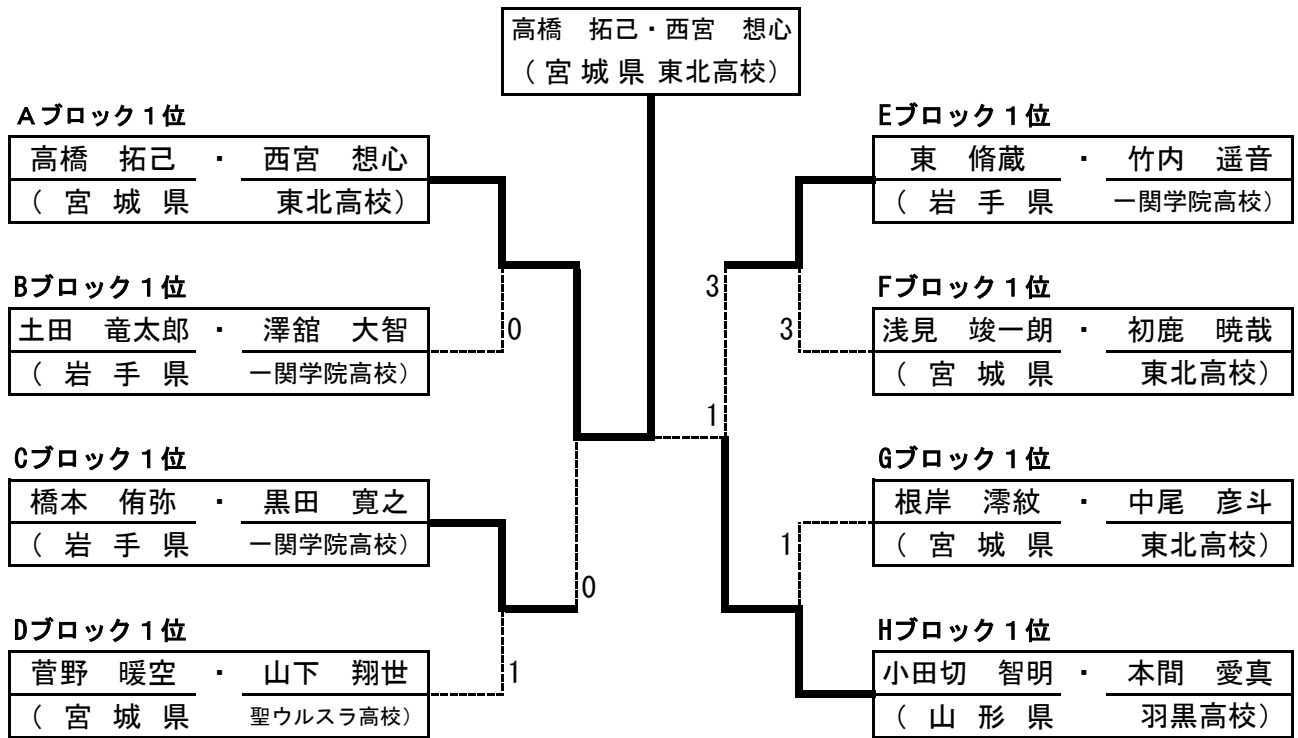 高橋　拓己・西宮　想心
（ 宮 城 県 東北高校）
Ａブロック１位
高橋　拓己　・　西宮　想心
（ 宮 城 県　東北高校）
Bブロック１位
土田　竜太郎　・　澤舘　大智
（ 岩 手 県　一関学院高校）
0
Cブロック１位
橋本　侑弥　・　黒田　寛之
（ 岩 手 県　一関学院高校）
0
Dブロック１位
菅野　暖空　・　山下　翔世
（ 宮 城 県　聖ウルスラ高校）
1
Eブロック１位
東　脩蔵　・　竹内　遥音
（ 岩 手 県　一関学院高校）
3
Fブロック１位
浅見　竣一朗　・　初鹿　暁哉
（ 宮 城 県　東北高校）
3
1
Gブロック１位
根岸　澪紋　・　中尾　彦斗
（ 宮 城 県　東北高校）
1
Hブロック１位
小田切　智明　・　本間　愛真
（ 山 形 県　羽黒高校）